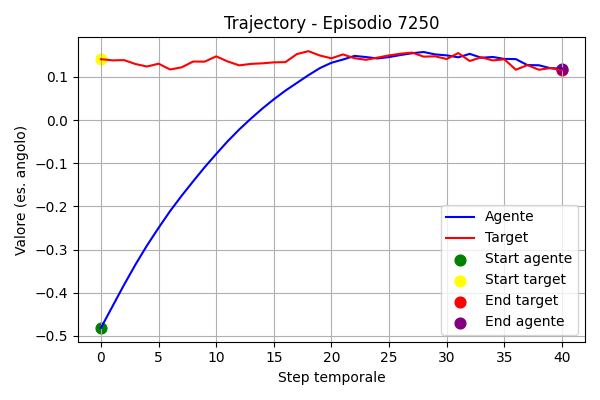 Trajectory - Episodio 7250
Valore (es. angolo)
0.1
0.0
−0.1
−0.2
−0.3
−0.4
−0.5
Agente
Target
Start agente
Start target
End target
End agente
0 5 10 15 20 25 30 35 40
Step temporale